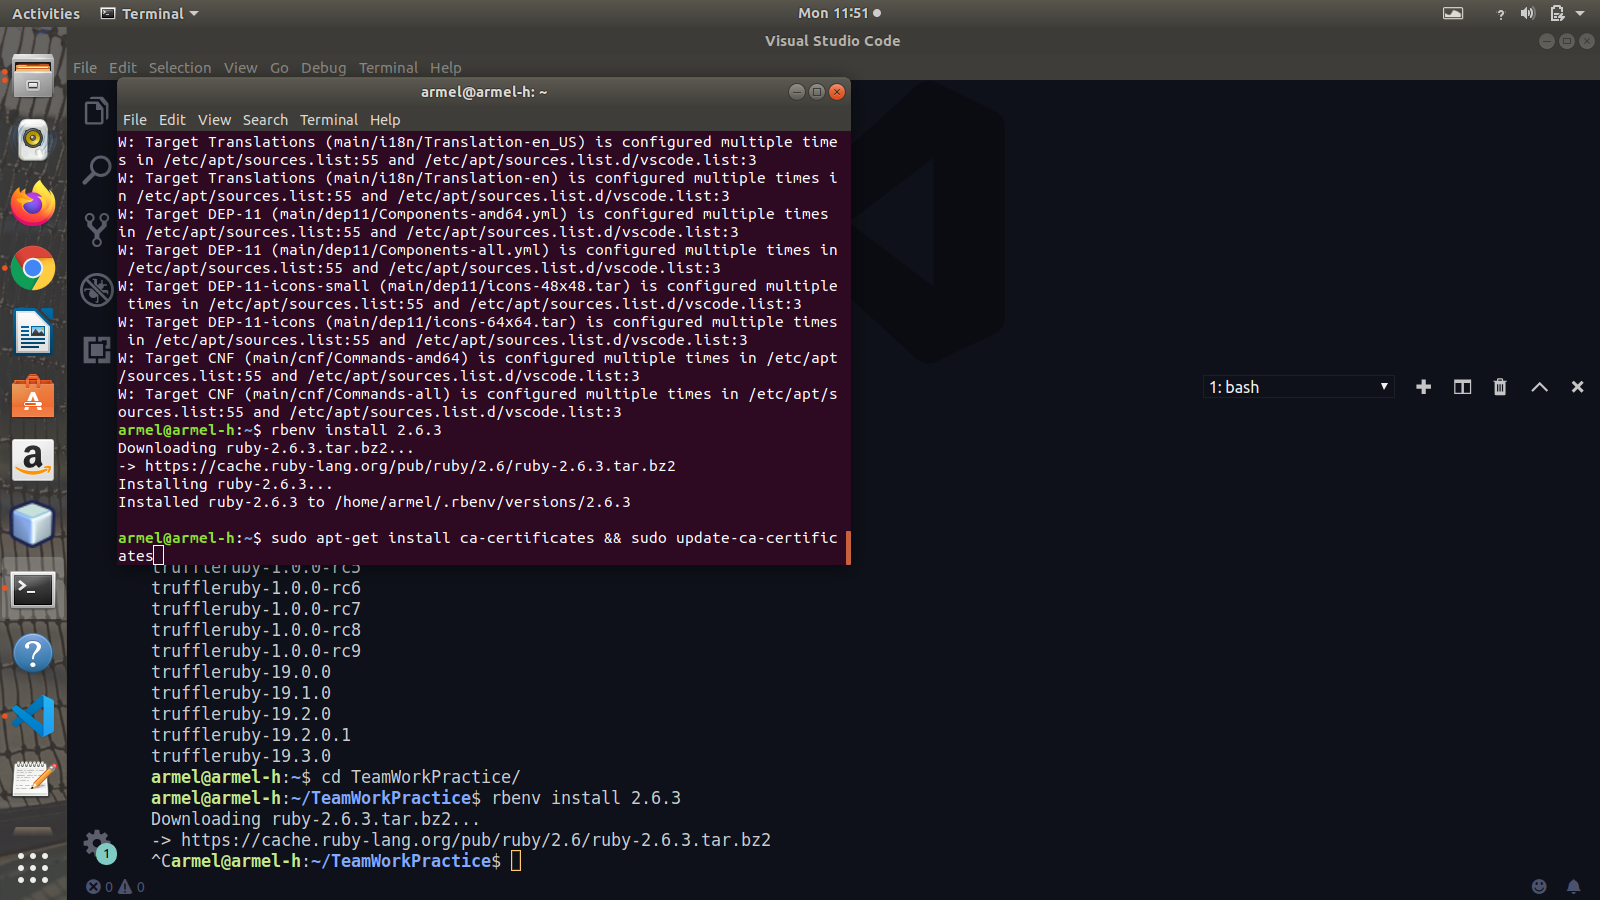 Activities
Terminal
Mon 11:51
?
Visual Studio Code
File Edit Selection View Go Debug Terminal Help
armel@armel-h: ~
File Edit View Search Terminal Help
W: Target Translations (main/i18n/Translation-en_US) is configured multiple time
s in /etc/apt/sources.list:55 and /etc/apt/sources.list.d/vscode.list:3
W: Target Translations (main/i18n/Translation-en) is configured multiple times i
n /etc/apt/sources.list:55 and /etc/apt/sources.list.d/vscode.list:3
W: Target DEP-11 (main/dep11/Components-amd64.yml) is configured multiple times
in /etc/apt/sources.list:55 and /etc/apt/sources.list.d/vscode.list:3
W: Target DEP-11 (main/dep11/Components-all.yml) is configured multiple times in
 /etc/apt/sources.list:55 and /etc/apt/sources.list.d/vscode.list:3
W: Target DEP-11-icons-small (main/dep11/icons-48x48.tar) is configured multiple
 times in /etc/apt/sources.list:55 and /etc/apt/sources.list.d/vscode.list:3
W: Target DEP-11-icons (main/dep11/icons-64x64.tar) is configured multiple times
 in /etc/apt/sources.list:55 and /etc/apt/sources.list.d/vscode.list:3
W: Target CNF (main/cnf/Commands-amd64) is configured multiple times in /etc/apt
/sources.list:55 and /etc/apt/sources.list.d/vscode.list:3
W: Target CNF (main/cnf/Commands-all) is configured multiple times in /etc/apt/s
ources.list:55 and /etc/apt/sources.list.d/vscode.list:3
armel@armel-h:~$ rbenv install 2.6.3
Downloading ruby-2.6.3.tar.bz2...
-> https://cache.ruby-lang.org/pub/ruby/2.6/ruby-2.6.3.tar.bz2
Installing ruby-2.6.3...
Installed ruby-2.6.3 to /home/armel/.rbenv/versions/2.6.3
armel@armel-h:~$ sudo apt-get install ca-certificates && sudo update-ca-certific
ates
1: bash
truffleruby-1.0.0-rc5
truffleruby-1.0.0-rc6
truffleruby-1.0.0-rc7
truffleruby-1.0.0-rc8
truffleruby-1.0.0-rc9
truffleruby-19.0.0
truffleruby-19.1.0
truffleruby-19.2.0
truffleruby-19.2.0.1
truffleruby-19.3.0
armel@armel-h:~$ cd TeamWorkPractice/
armel@armel-h:~/TeamWorkPractice$ rbenv install 2.6.3
Downloading ruby-2.6.3.tar.bz2...
-> https://cache.ruby-lang.org/pub/ruby/2.6/ruby-2.6.3.tar.bz2
^Carmel@armel-h:~/TeamWorkPractice$
1
0 0
A
a
>_
?